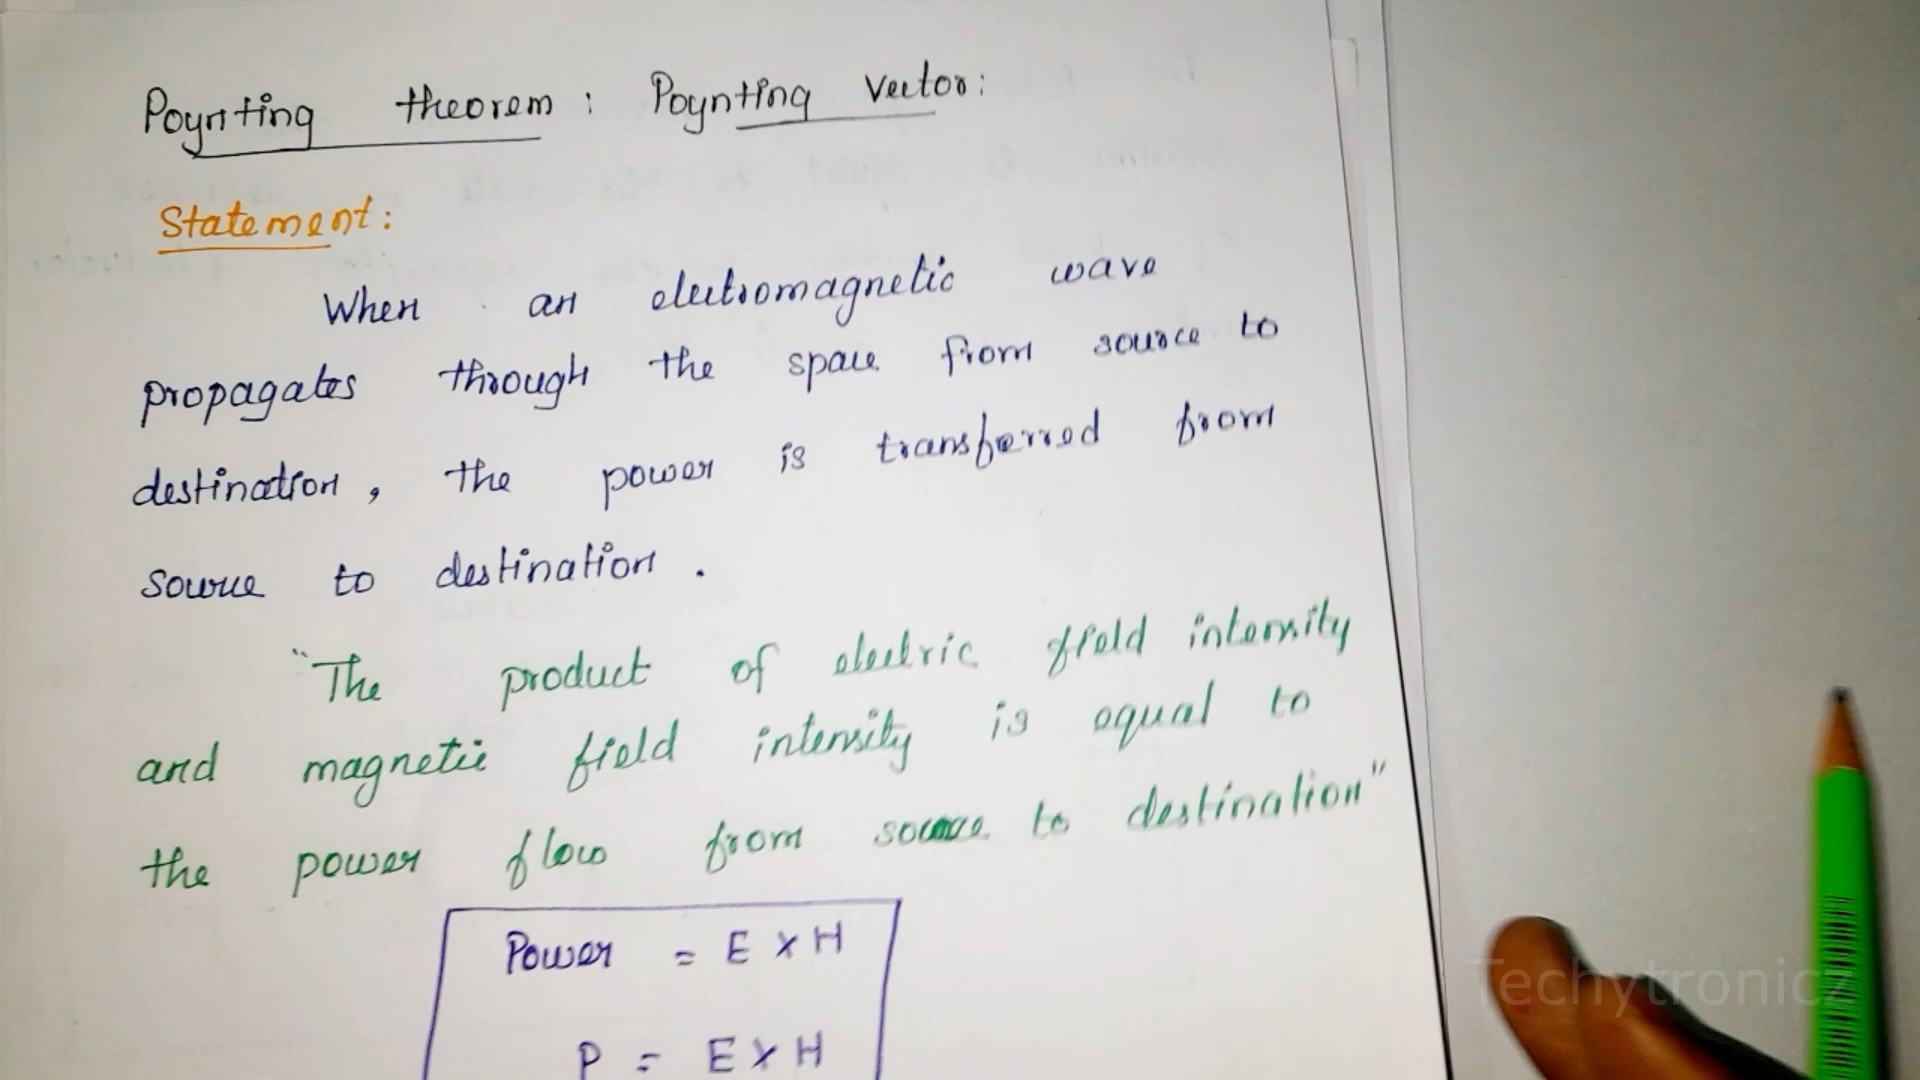 Poynting theorem : Poynting Vector:
Statement:
When an electromagnetic wave
propagates through the space from source to
destination, the power is transferred from
source to destination.
"The product of electric field intensity
and magnetic field intensity is equal to
the power flow from source to destination"
Power = E X H
P = E X H
Techytronicz